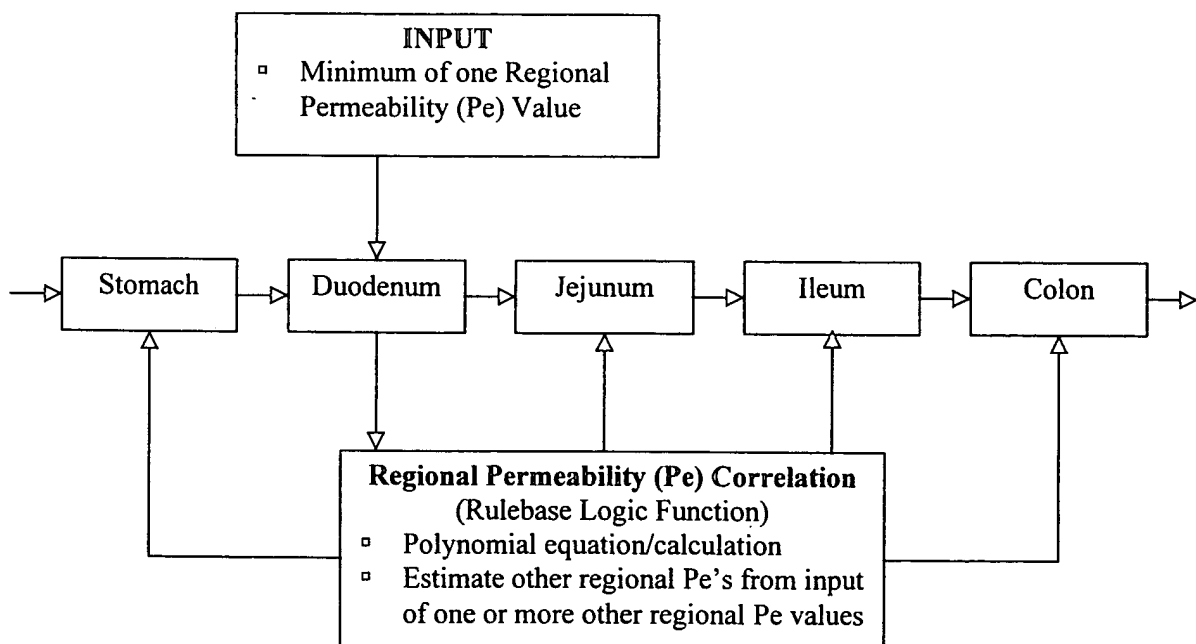 INPUT
▫ Minimum of one Regional
Permeability (Pe) Value
Stomach
Duodenum
Jejunum
Ileum
Colon
Regional Permeability (Pe) Correlation
(Rulebase Logic Function)
▫ Polynomial equation/calculation
▫ Estimate other regional Pe's from input
of one or more other regional Pe values